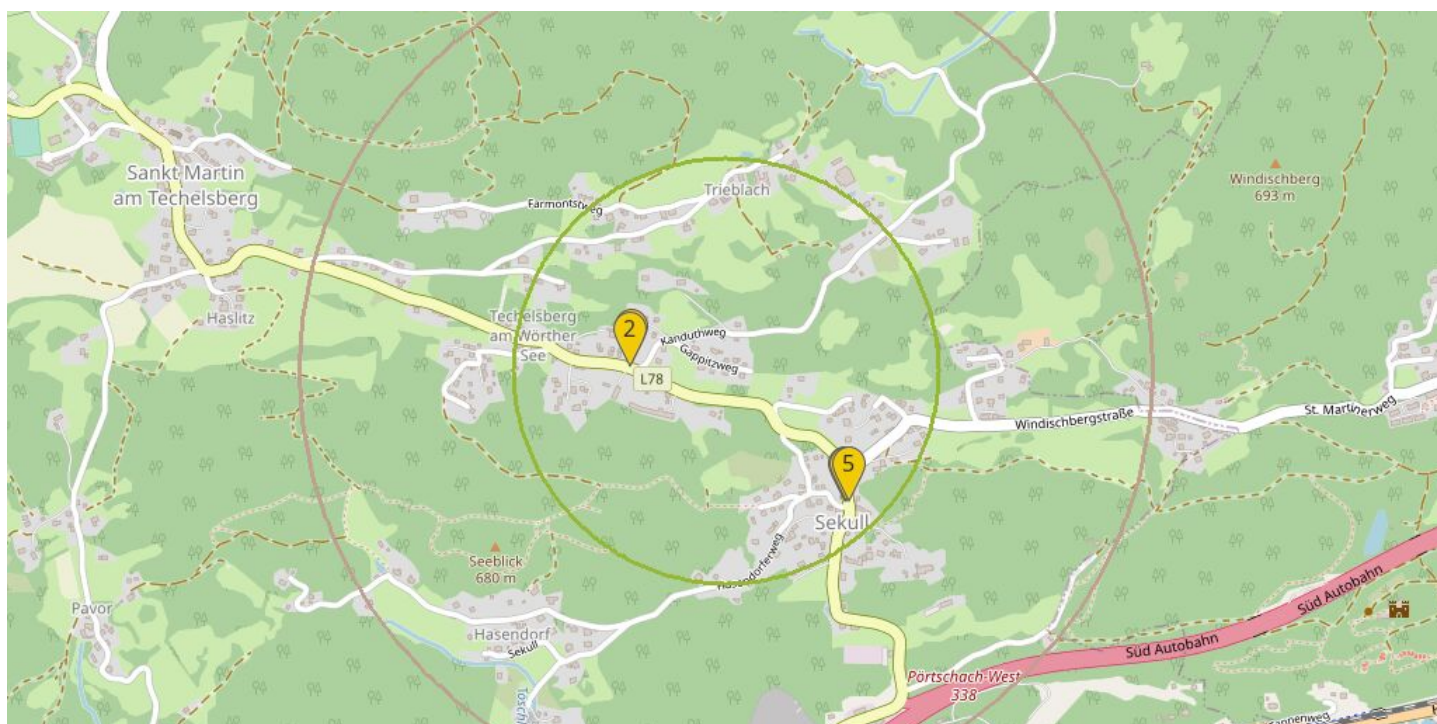 Sankt Martin
am Techelsberg
Trieblach
Windischberg
693 m
Farmontsweg
Haslitz
Techelsberg
am Wörther
See
2
Kanduthweg
Gappitzweg
L78
St. Martinerweg
Windischbergstraße
5
Sekull
Seeblick
680 m
Hasendorferweg
Pavor
Hasendorf
Sekull
Süd Autobahn
Süd Autobahn
Pörtschach-West
338